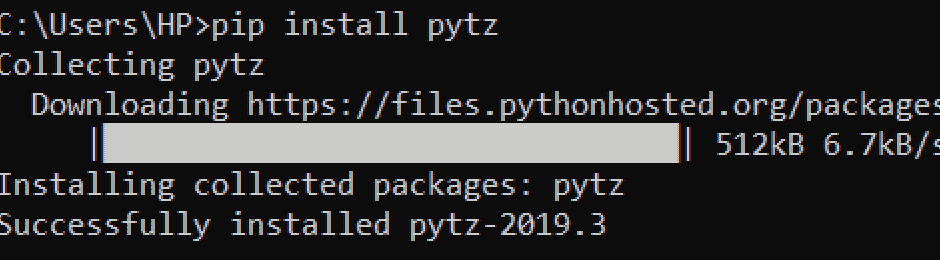 C:\Users\HP>pip install pytz
Collecting pytz
Downloading https://files.pythonhosted.org/packages
|████████████████████████████████| 512kB 6.7kB/s
Installing collected packages: pytz
Successfully installed pytz-2019.3